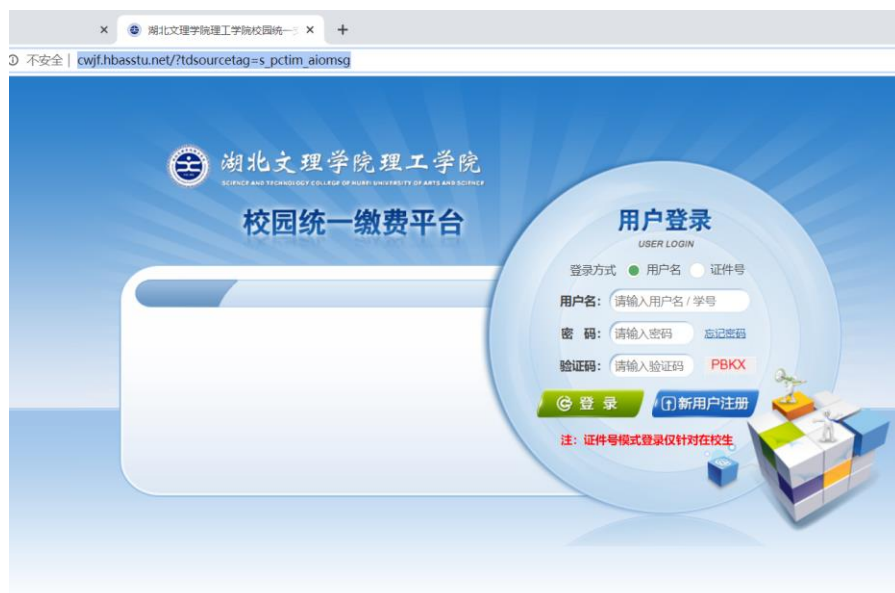 湖北文理学院理工学院校园统一
不安全 | cwjf.hbasstu.net/?tdsourcetag=s_pctim_aiomsg
湖北文理学院理工学院
SCIENCE AND TECHNOLOGY COLLEGE OF HUBEI UNIVERSITY OF ARTS AND SCIENCE
校园统一缴费平台
用户登录
USER LOGIN
登录方式 用户名 证件号
用户名: 请输入用户名 / 学号
密 码: 请输入密码 忘记密码
验证码: 请输入验证码 PBKX
登 录 新用户注册
注: 证件号模式登录仅针对在校生